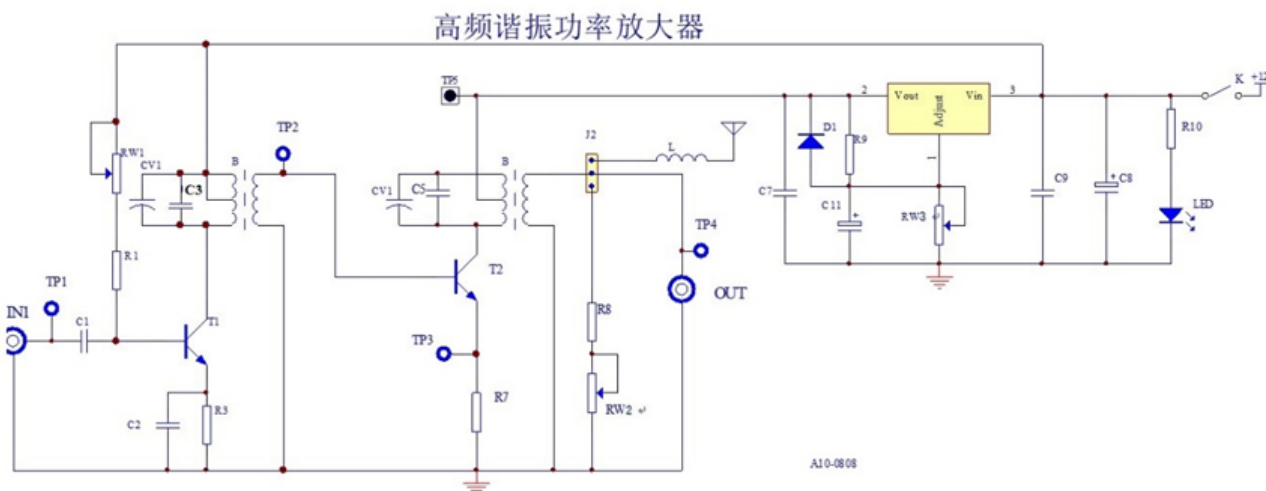 高频谐振功率放大器
TP5
2
Vout
Vin
3
K
+12
Adjust
D1
R9
R10
1
TP2
J2
L
RW1
B
B
CV1
C3
CV1
C5
C7
C11
+
RW3
C9
+
C8
LED
TP4
R1
T2
OUT
TP1
IN1
C1
T1
TP3
R8
R7
RW2
C2
R3
A10-0808